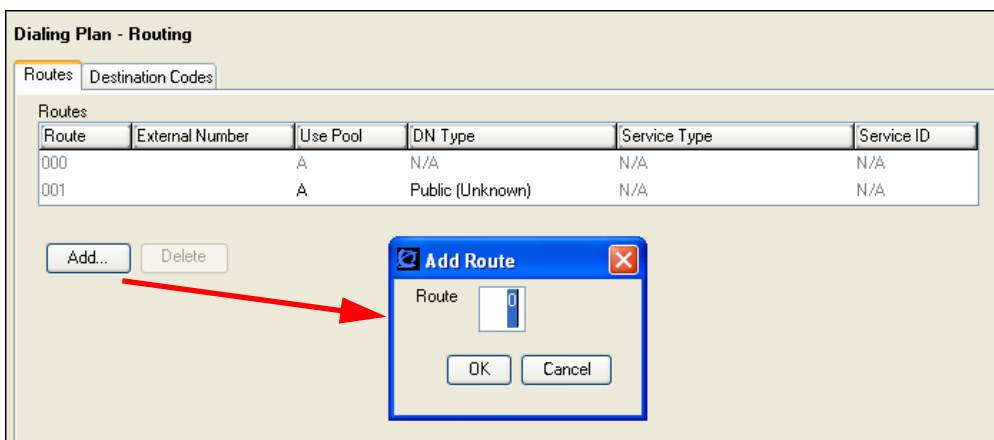 Dialing Plan - Routing
Routes Destination Codes
Routes
Route External Number Use Pool DN Type Service Type Service ID
000 A N/A N/A N/A
001 A Public (Unknown) N/A N/A
Add... Delete
Add Route
Route 0
OK Cancel